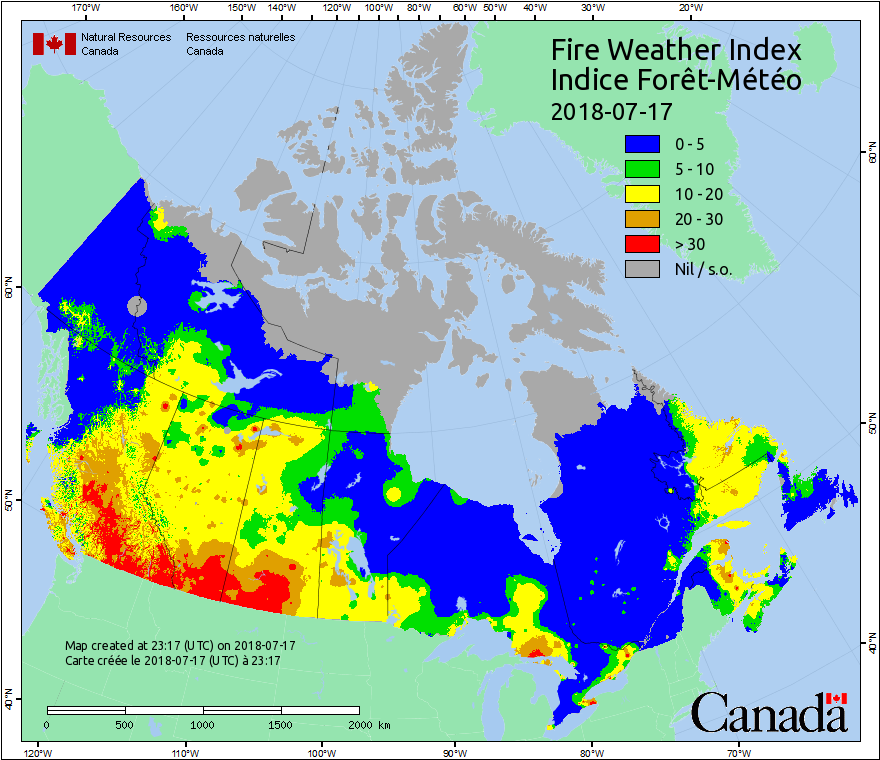 170°W 160°W 150°W 140°W 130°W 120°W 110°W 100°W 90°W 80°W 70°W 60°W 50°W 40°W 30°W 20°W
Natural Resources Ressources naturelles
Canada Canada
Fire Weather Index
Indice Forêt-Météo
2018-07-17
0 - 5
5 - 10
10 - 20
20 - 30
> 30
Nil / s.o.
60°N
60°N
50°N
50°N
40°N
40°N
Map created at 23:17 (UTC) on 2018-07-17
Carte créée le 2018-07-17 (UTC) à 23:17
0 500 1000 1500 2000 km
Canada
120°W 110°W 100°W 90°W 80°W 70°W